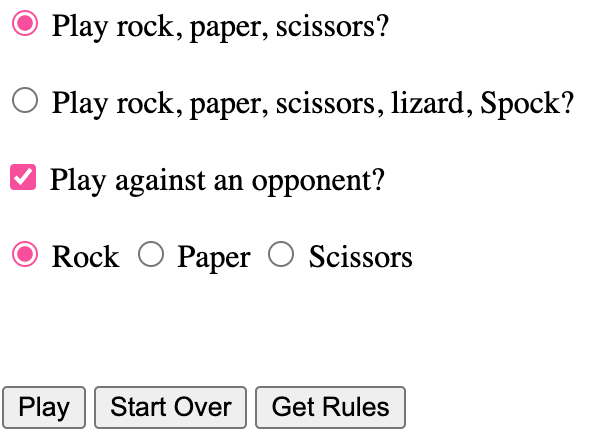 Play rock, paper, scissors?
Play rock, paper, scissors, lizard, Spock?
Play against an opponent?
Rock Paper Scissors
Play Start Over Get Rules